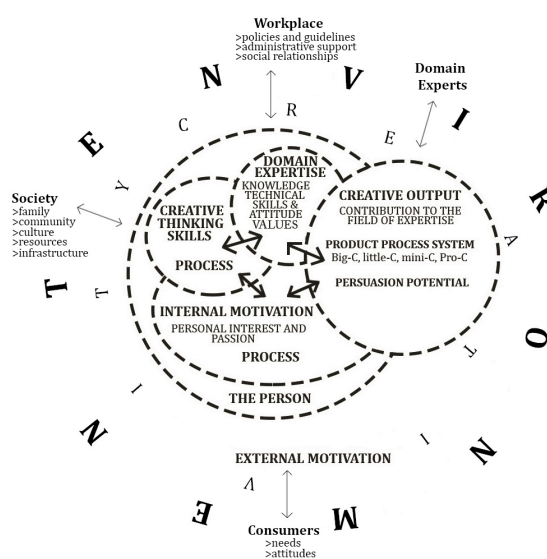 ENVIRONMENT
CREATIVITY
Workplace
>policies and guidelines
>administrative support
>social relationships
Domain
Experts
Society
>family
>community
>culture
>resources
>infrastructure
DOMAIN
EXPERTISE
KNOWLEDGE
TECHNICAL
SKILLS &
ATTITUDE
VALUES
CREATIVE
THINKING
SKILLS
PROCESS
CREATIVE OUTPUT
CONTRIBUTION TO THE
FIELD OF EXPERTISE
PRODUCT PROCESS SYSTEM
Big-C, little-C, mini-C, Pro-C
PERSUASION POTENTIAL
INTERNAL MOTIVATION
PERSONAL INTEREST AND
PASSION
PROCESS
THE PERSON
EXTERNAL MOTIVATION
Consumers
>needs
>attitudes